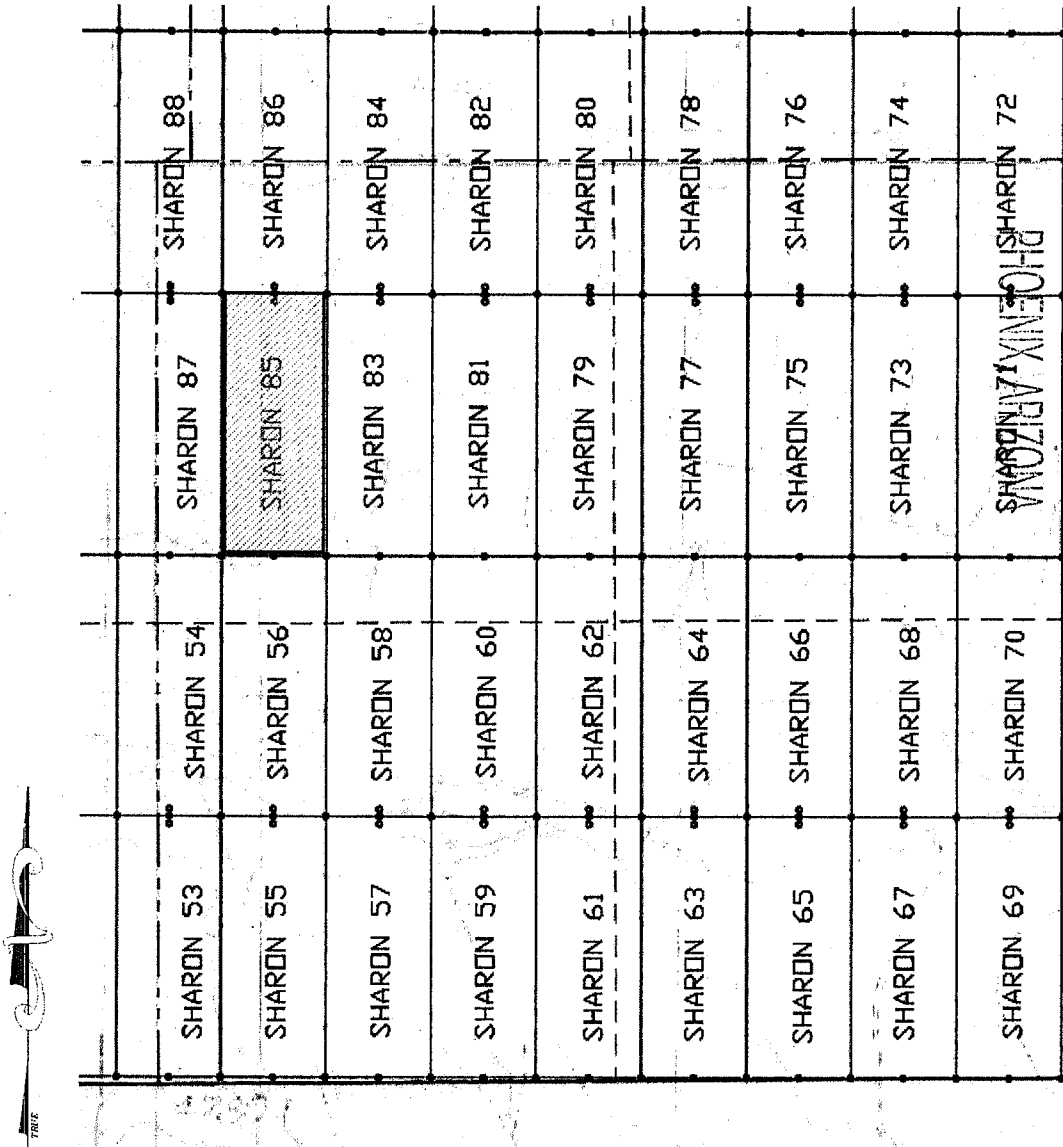 SHARON 88
SHARON 86
SHARON 84
SHARON 82
SHARON 80
SHARON 78
SHARON 76
SHARON 74
SHARON 72
SHARON 87
SHARON 85
SHARON 83
SHARON 81
SHARON 79
SHARON 77
SHARON 75
SHARON 73
SHARON 71
PHOENIX ARIZONA
SHARON 54
SHARON 56
SHARON 58
SHARON 60
SHARON 62
SHARON 64
SHARON 66
SHARON 68
SHARON 70
SHARON 53
SHARON 55
SHARON 57
SHARON 59
SHARON 61
SHARON 63
SHARON 65
SHARON 67
SHARON 69
TRUE